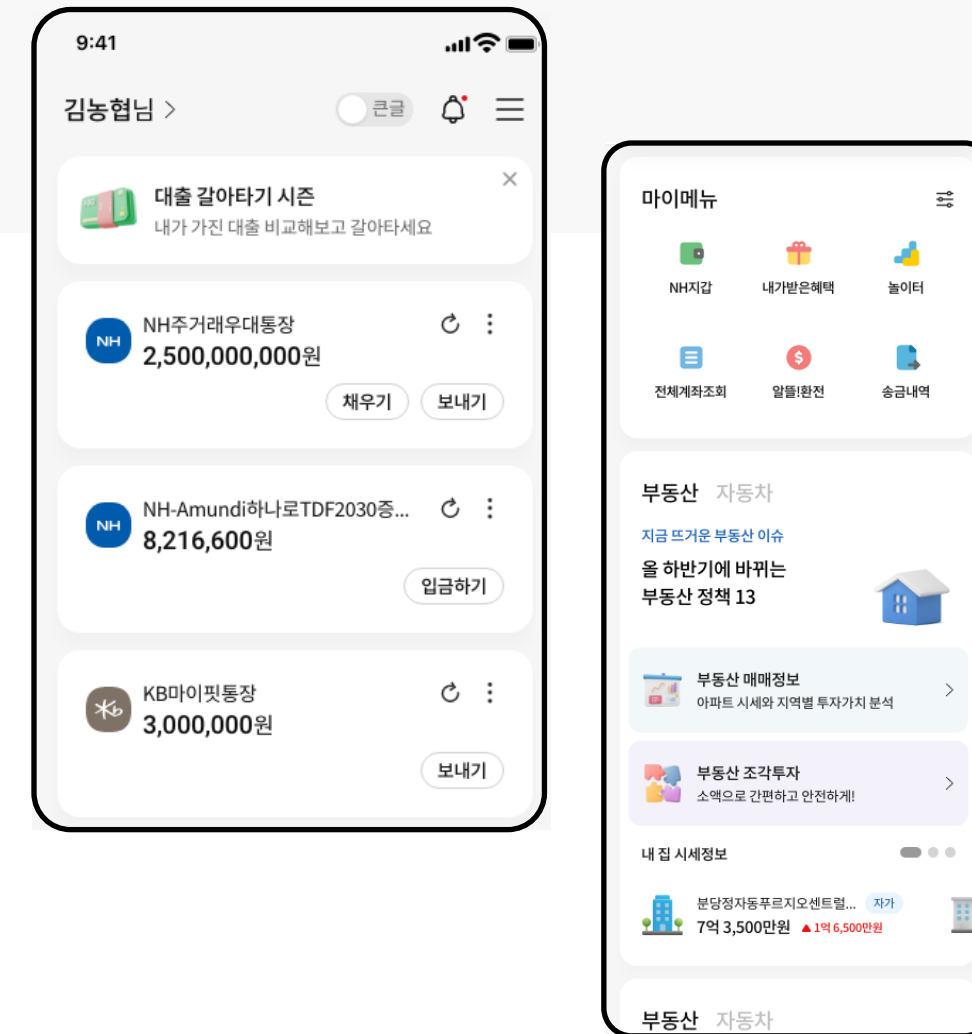 9:41
김농협님 >
큰글
대출 갈아타기 시즌
내가 가진 대출 비교해보고 갈아타세요
NH
NH주거래우대통장
2,500,000,000원
채우기
보내기
NH
NH-Amundi하나로TDF2030증...
8,216,600원
입금하기
Kb
KB마이핏통장
3,000,000원
보내기
마이메뉴
NH지갑
내가받은혜택
놀이터
전체계좌조회
알뜰!환전
송금내역
부동산 자동차
지금 뜨거운 부동산 이슈
올 하반기에 바뀌는
부동산 정책 13
부동산 매매정보
아파트 시세와 지역별 투자가치 분석
부동산 조각투자
소액으로 간편하고 안전하게!
내 집 시세정보
분당정자동푸르지오센트럴... 자가
7억 3,500만원 ▲ 1억 6,500만원
부동산 자동차